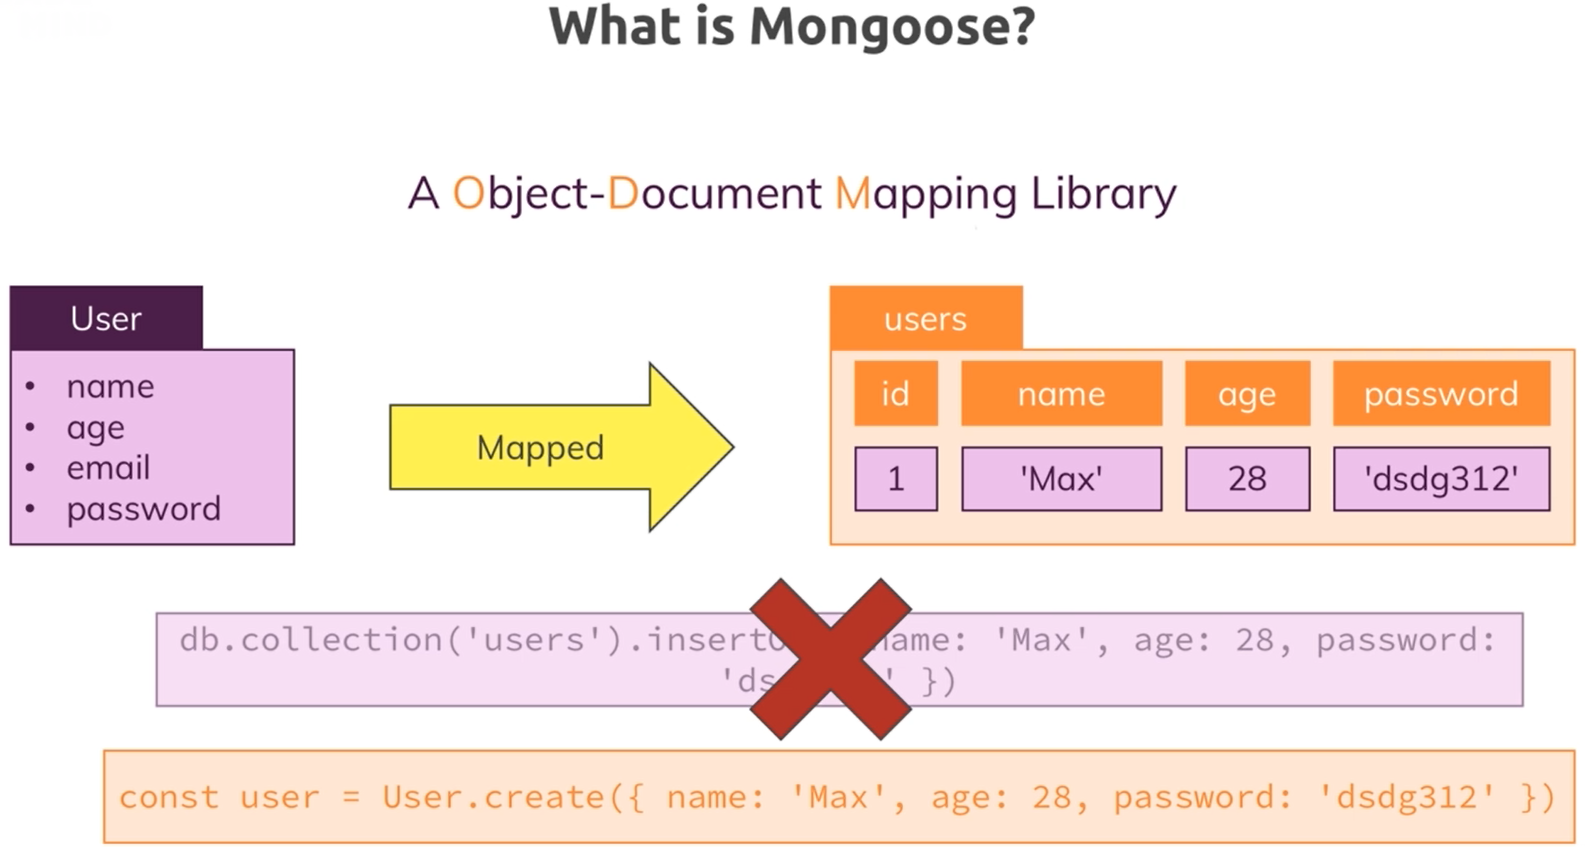 What is Mongoose?
A Object-Document Mapping Library
User
• name
• age
• email
• password
Mapped
users
id name age password
1 'Max' 28 'dsdg312'
db.collection('users').insert name: 'Max', age: 28, password:
'ds ' })
const user = User.create({ name: 'Max', age: 28, password: 'dsdg312' })